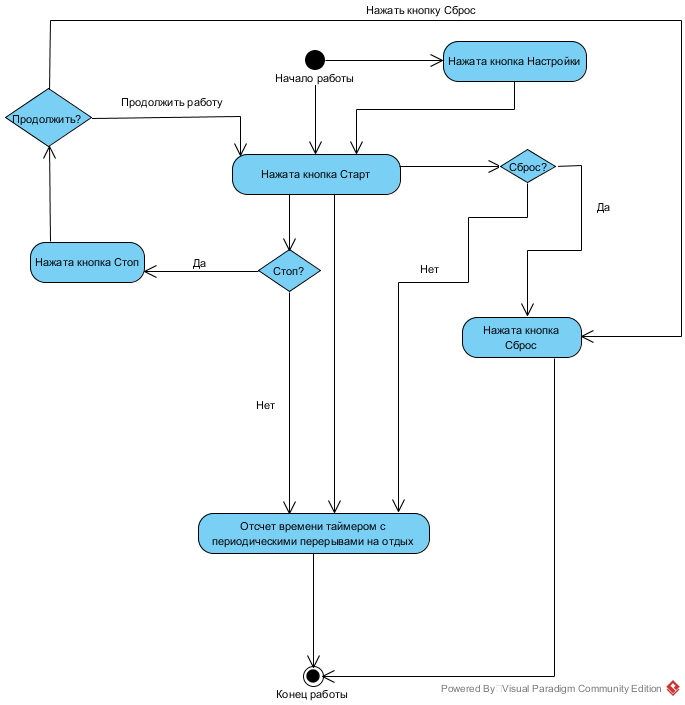 Нажать кнопку Сброс
Нажата кнопка Настройки
Начало работы
Продолжить работу
Продолжить?
Нажата кнопка Старт
Сброс?
Да
Нажата кнопка Стоп
Да
Стоп?
Нет
Нажата кнопка
Сброс
Нет
Отсчет времени таймером с
периодическими перерывами на отдых
Конец работы
Powered By Visual Paradigm Community Edition